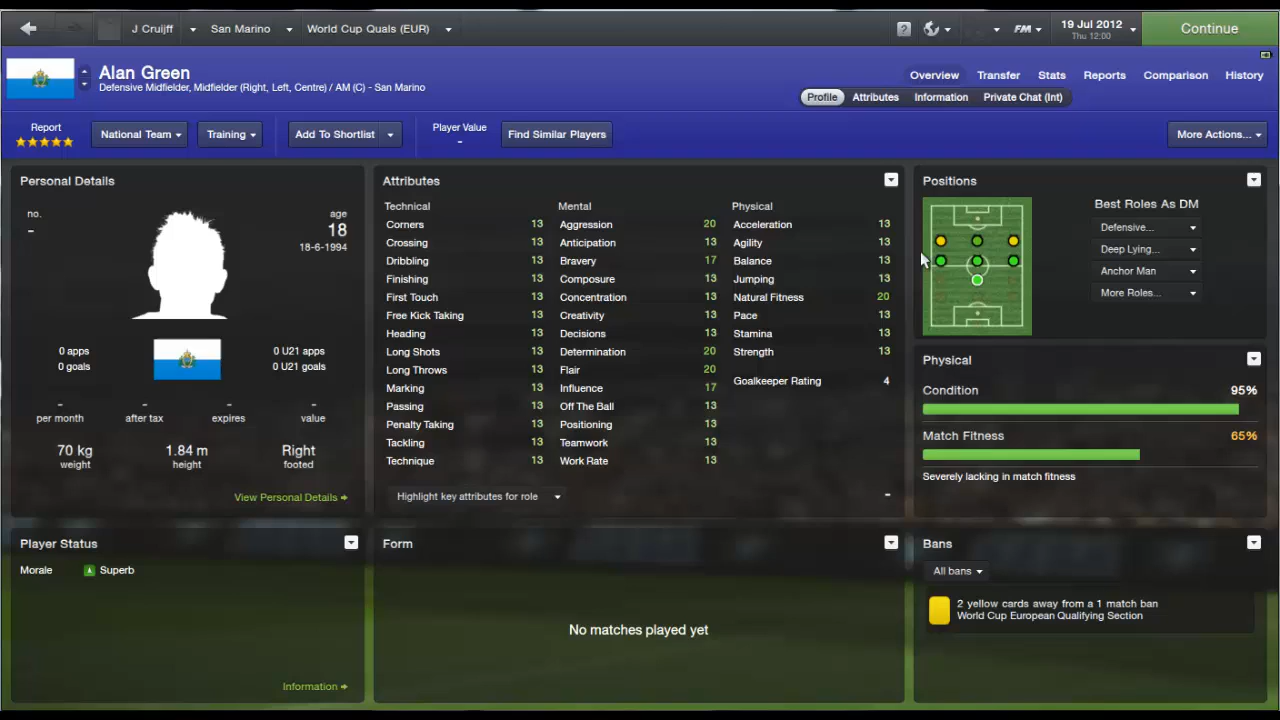 J Cruijff San Marino World Cup Quals (EUR) ? FM 19 Jul 2012 Continue
Thu 12:00
Alan Green
Defensive Midfielder, Midfielder (Right, Left, Centre) / AM (C) - San Marino
Overview Transfer Stats Reports Comparison History
Profile Attributes Information Private Chat (Int)
Report National Team Training Add To Shortlist Player Value - Find Similar Players More Actions...
Personal Details
no. -
age 18
18-6-1994
0 apps
0 goals
0 U21 apps
0 U21 goals
- - - -
per month after tax expires value
70 kg 1.84 m Right
weight height footed
View Personal Details
Attributes
Technical Mental Physical
Corners 13 Aggression 20 Acceleration 13
Crossing 13 Anticipation 13 Agility 13
Dribbling 13 Bravery 17 Balance 13
Finishing 13 Composure 13 Jumping 13
First Touch 13 Concentration 13 Natural Fitness 20
Free Kick Taking 13 Creativity 13 Pace 13
Heading 13 Decisions 13 Stamina 13
Long Shots 13 Determination 20 Strength 13
Long Throws 13 Flair 20 Goalkeeper Rating 4
Marking 13 Influence 17
Passing 13 Off The Ball 13
Penalty Taking 13 Positioning 13
Tackling 13 Teamwork 13
Technique 13 Work Rate 13
Highlight key attributes for role -
Positions
Best Roles As DM
Defensive...
Deep Lying...
Anchor Man
More Roles...
Physical
Condition 95%
Match Fitness 65%
Severely lacking in match fitness
Player Status
Morale Superb
Information
Form
No matches played yet
Bans
All bans
2 yellow cards away from a 1 match ban
World Cup European Qualifying Section